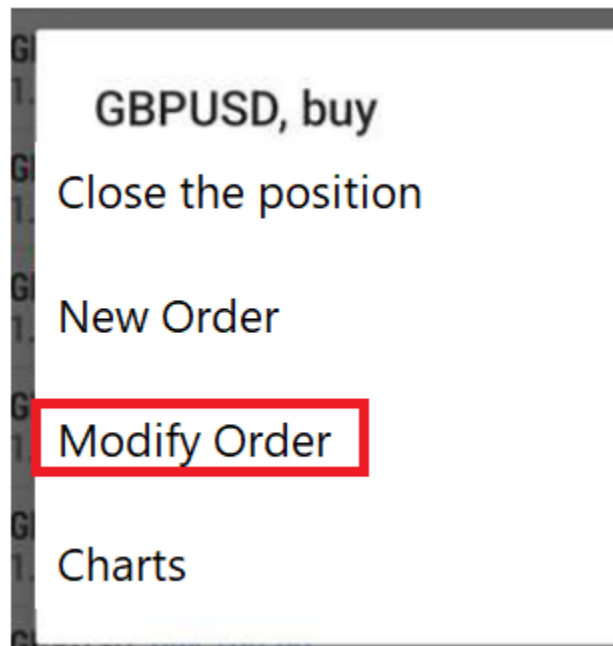 GBPUSD, buy
Close the position
New Order
Modify Order
Charts